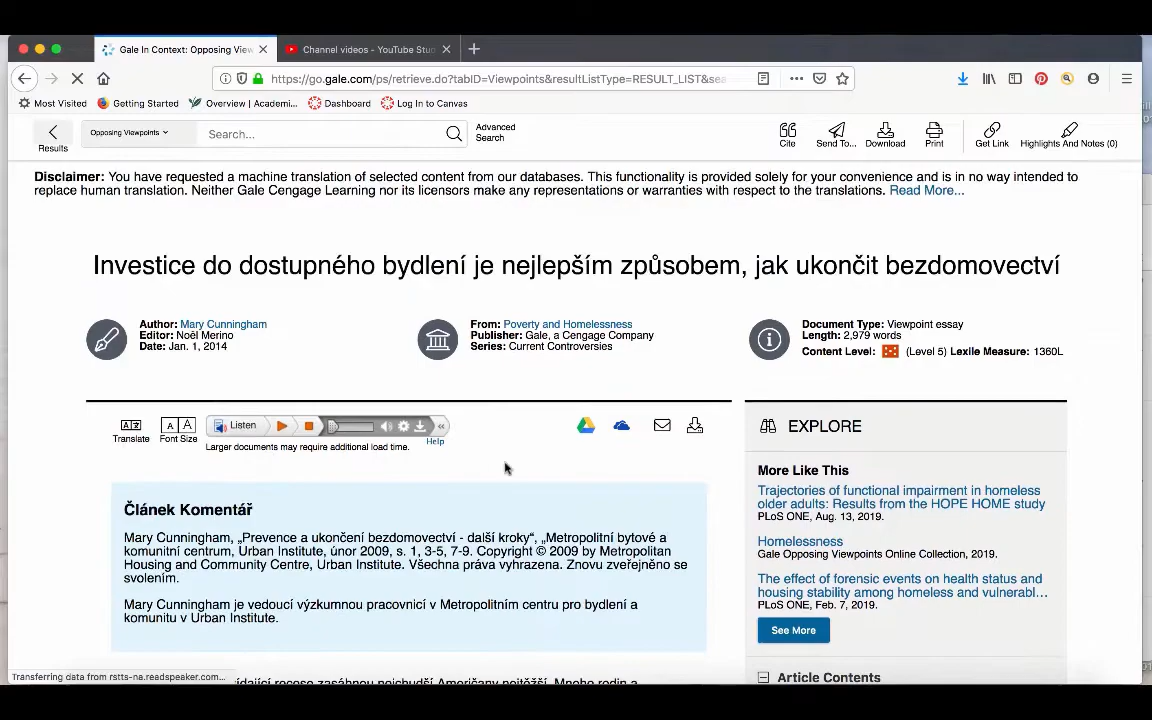 Gale In Context: Opposing View
Channel videos - YouTube Stu
https://go.gale.com/ps/retrieve.do?tabID=Viewpoints&resultListType=RESULT_LIST&sea
Most Visited
Getting Started
Overview | Academi...
Dashboard
Log In to Canvas
Results
Opposing Viewpoints
Search...
Advanced
Search
Cite
Send To...
Download
Print
Get Link
Highlights And Notes (0)
Disclaimer: You have requested a machine translation of selected content from our databases. This functionality is provided solely for your convenience and is in no way intended to
replace human translation. Neither Gale Cengage Learning nor its licensors make any representations or warranties with respect to the translations. Read More...
Investice do dostupného bydlení je nejlepším způsobem, jak ukončit bezdomovectví
Author: Mary Cunningham
Editor: Noël Merino
Date: Jan. 1, 2014
From: Poverty and Homelessness
Publisher: Gale, a Cengage Company
Series: Current Controversies
Document Type: Viewpoint essay
Length: 2,979 words
Content Level: (Level 5) Lexile Measure: 1360L
Translate
Font Size
Listen
Help
Larger documents may require additional load time.
Článek Komentář
Mary Cunningham, „Prevence a ukončení bezdomovectví - další kroky“, „Metropolitní bytové a
komunitní centrum, Urban Institute, únor 2009, s. 1, 3-5, 7-9. Copyright © 2009 by Metropolitan
Housing and Community Centre, Urban Institute. Všechna práva vyhrazena. Znovu zveřejněno se
svolením.
Mary Cunningham je vedoucí výzkumnou pracovnicí v Metropolitním centru pro bydlení a
komunitu v Urban Institute.
EXPLORE
More Like This
Trajectories of functional impairment in homeless
older adults: Results from the HOPE HOME study
PLoS ONE, Aug. 13, 2019.
Homelessness
Gale Opposing Viewpoints Online Collection, 2019.
The effect of forensic events on health status and
housing stability among homeless and vulnerabl...
PLoS ONE, Feb. 7, 2019.
See More
Article Contents
Transferring data from rstts-na.readspeaker.com...
recese zasáhnou nejchudší Američany nejtěžší. Mnoho rodin a